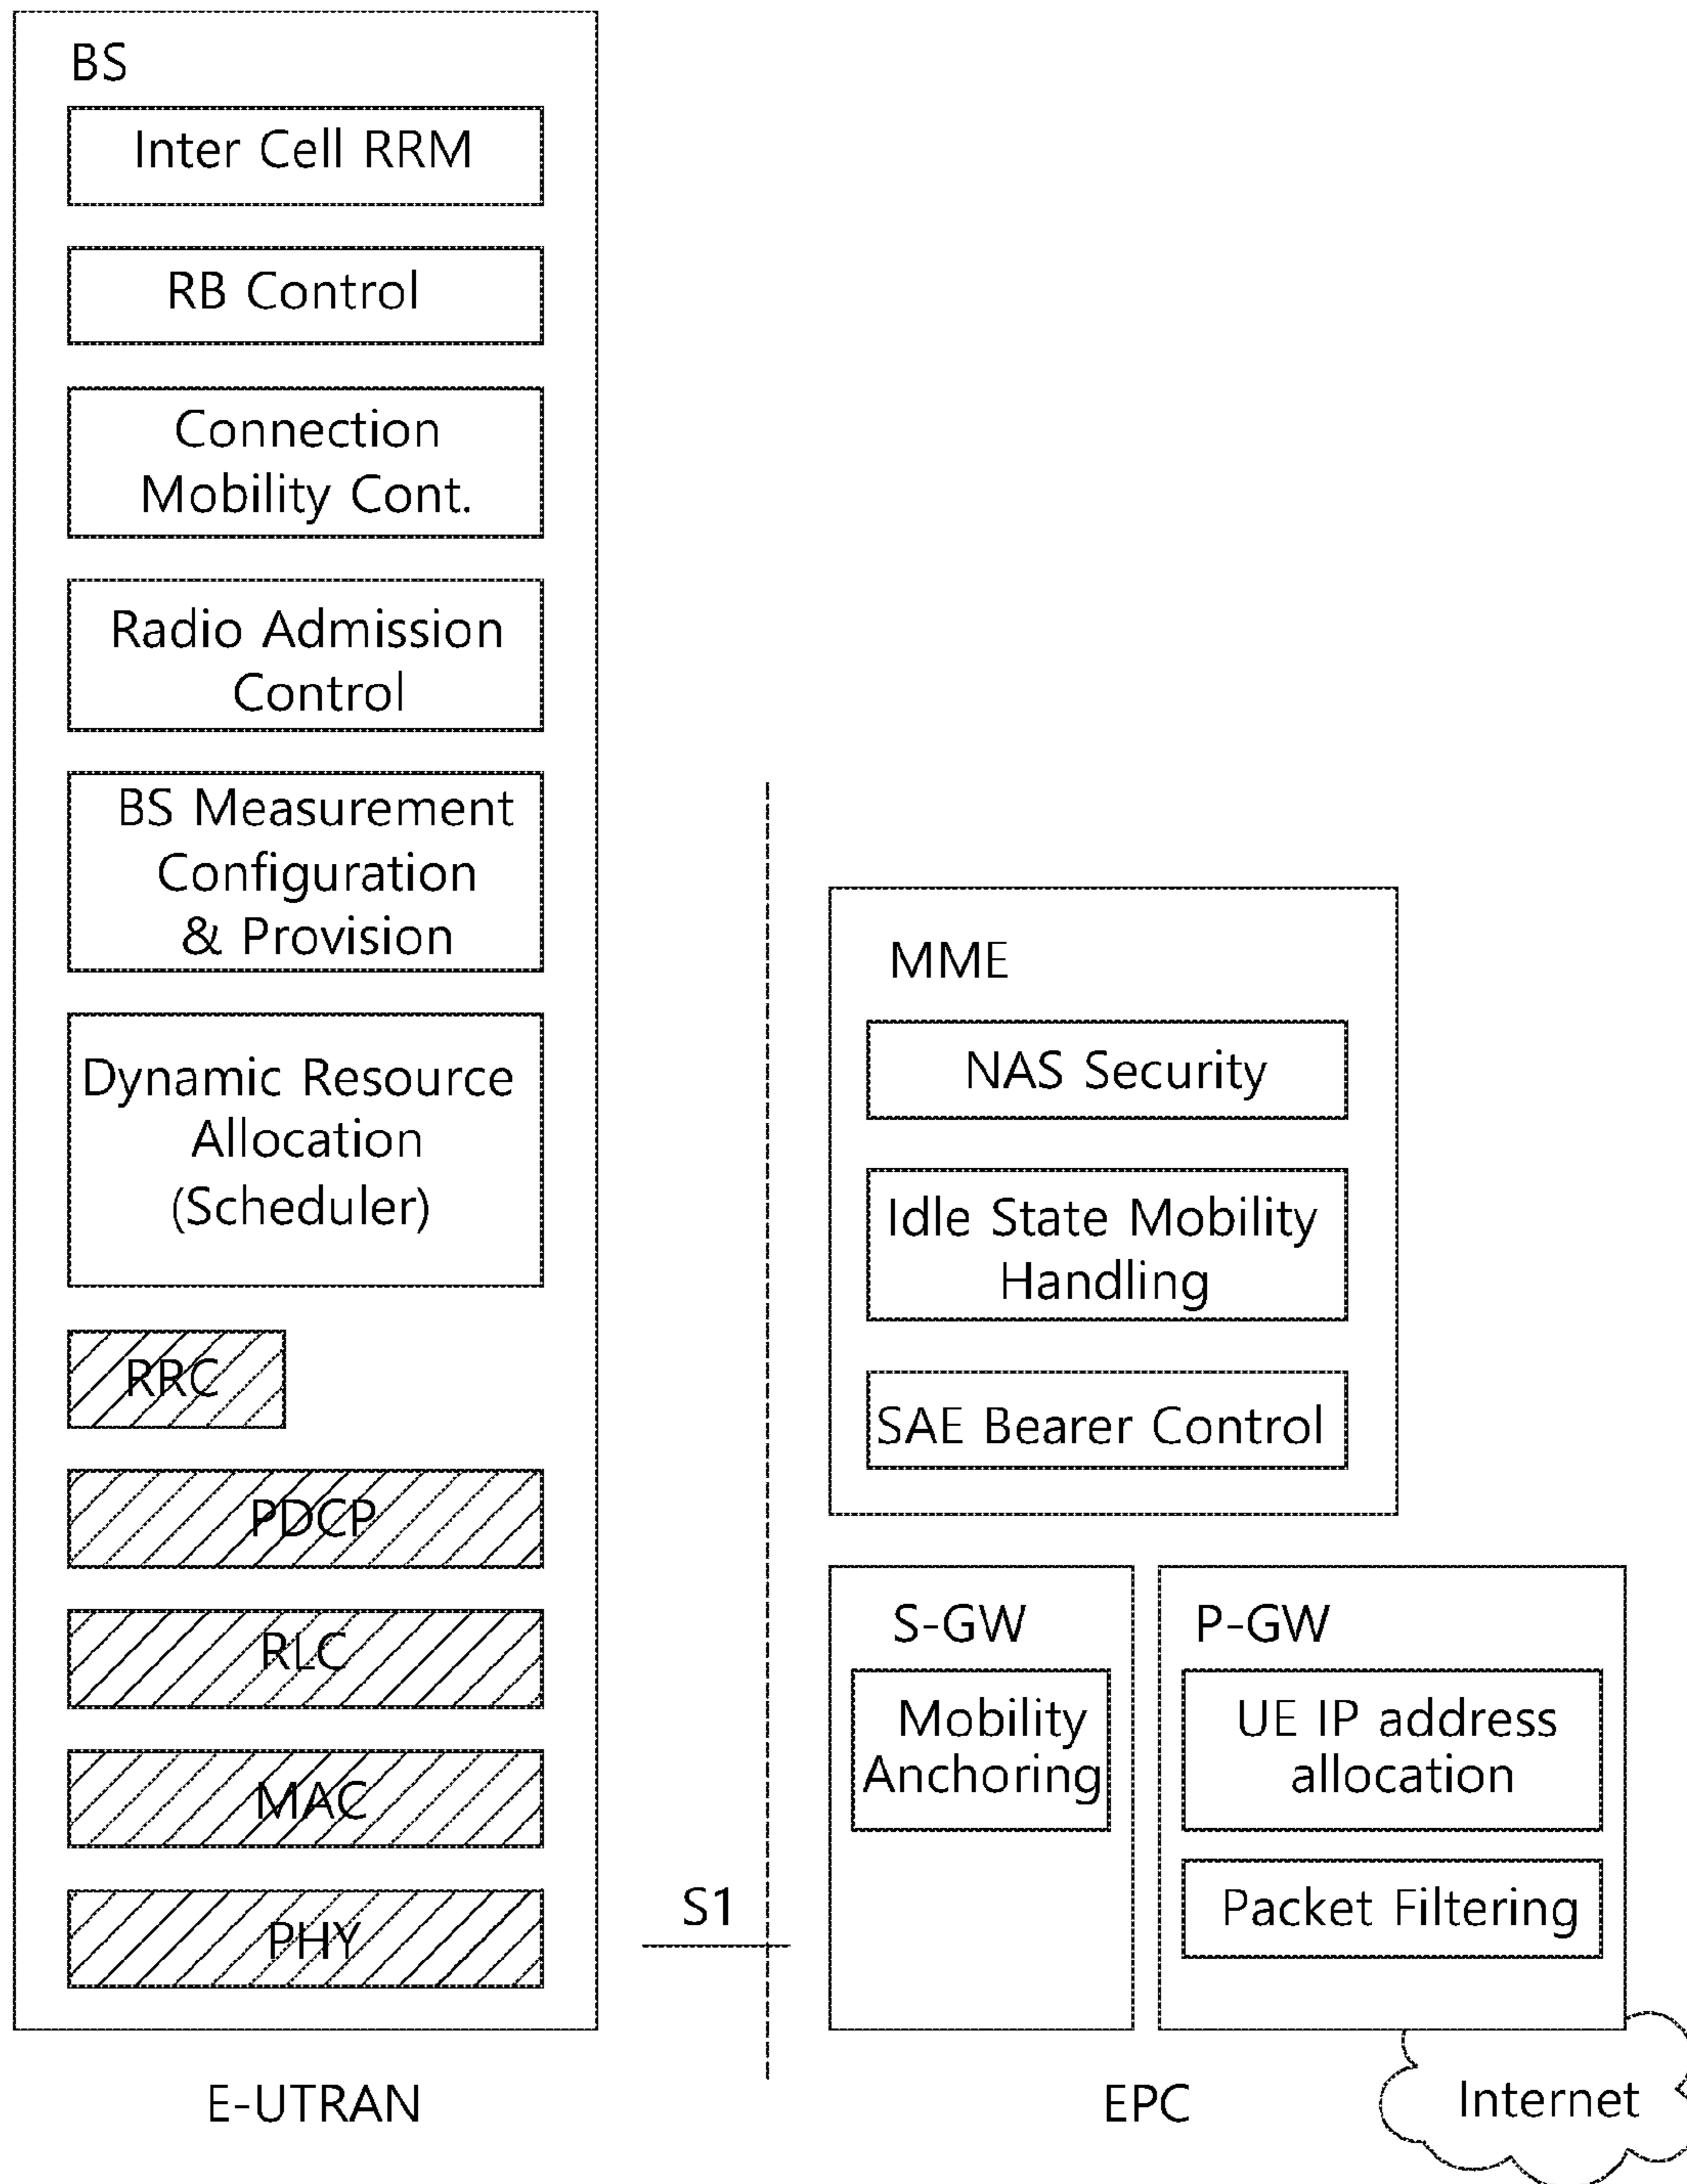 BS
Inter Cell RRM
RB Control
Connection
Mobility Cont.
Radio Admission
Control
BS Measurement
Configuration
& Provision
Dynamic Resource
Allocation
(Scheduler)
RRC
PDCP
RLC
MAC
PHY
S1
MME
NAS Security
Idle State Mobility
Handling
SAE Bearer Control
S-GW
Mobility
Anchoring
P-GW
UE IP address
allocation
Packet Filtering
E-UTRAN
EPC
Internet